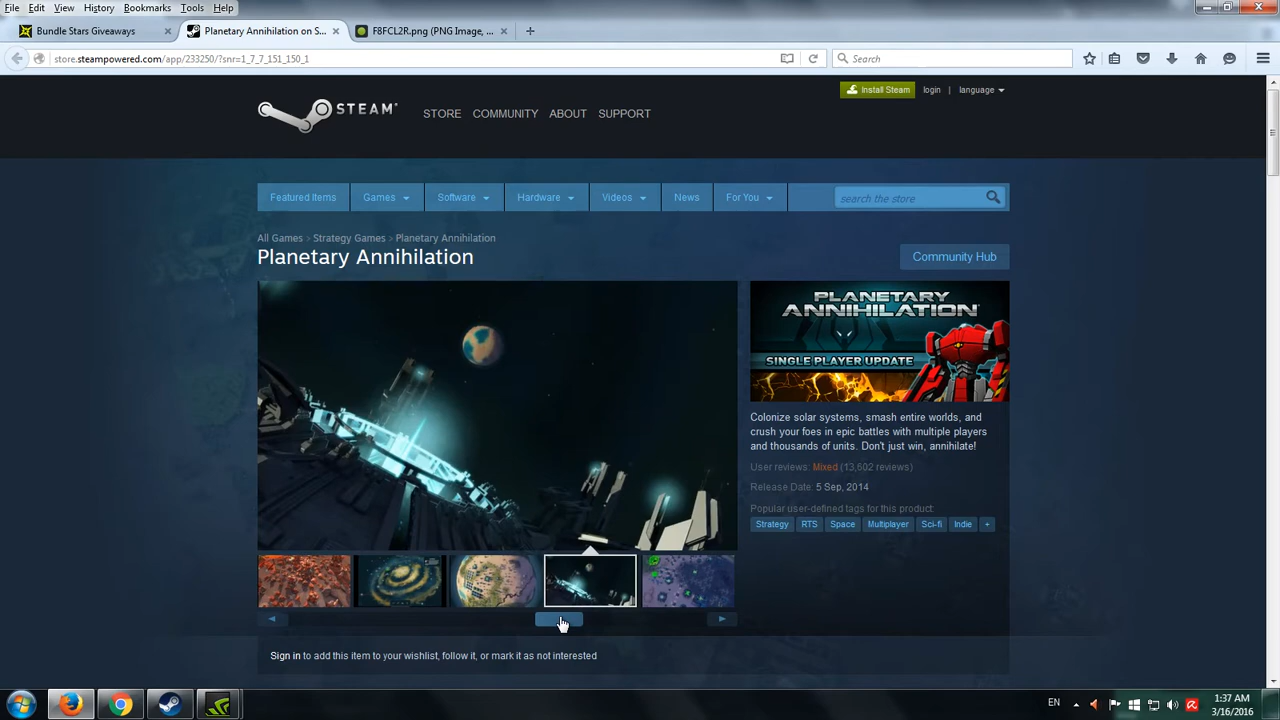 File Edit View History Bookmarks Tools Help
Bundle Stars Giveaways
Planetary Annihilation on S...
F8FCL2R.png (PNG Image, ...
store.steampowered.com/app/233250/?snr=1_7_7_151_150_1
Search
Install Steam
login | language
STEAM
STORE COMMUNITY ABOUT SUPPORT
Featured Items Games Software Hardware Videos News For You
search the store
All Games > Strategy Games > Planetary Annihilation
Planetary Annihilation
Community Hub
PLANETARY
ANNIHILATION
SINGLE PLAYER UPDATE
Colonize solar systems, smash entire worlds, and
crush your foes in epic battles with multiple players
and thousands of units. Don't just win, annihilate!
User reviews: Mixed (13,602 reviews)
Release Date: 5 Sep, 2014
Popular user-defined tags for this product:
Strategy RTS Space Multiplayer Sci-fi Indie +
Sign in to add this item to your wishlist, follow it, or mark it as not interested
EN
1:37 AM
3/16/2016